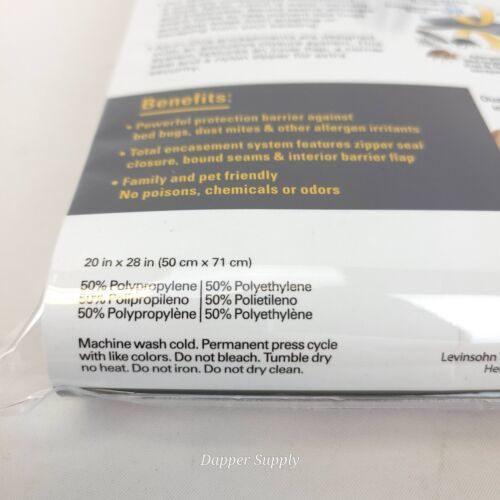 Benefits:
• Powerful protection barrier against
bed bugs, dust mites & other allergen irritants
• Total encasement system features zipper seal
closure, bound seams & interior barrier flap
• Family and pet friendly
No poisons, chemicals or odors
20 in x 28 in (50 cm x 71 cm)
50% Polypropylene | 50% Polyethylene
50% Polipropileno | 50% Polietileno
50% Polypropylène | 50% Polyethylène
Machine wash cold. Permanent press cycle
with like colors. Do not bleach. Tumble dry
no heat. Do not iron. Do not dry clean.
Levinsohn
Dapper Supply